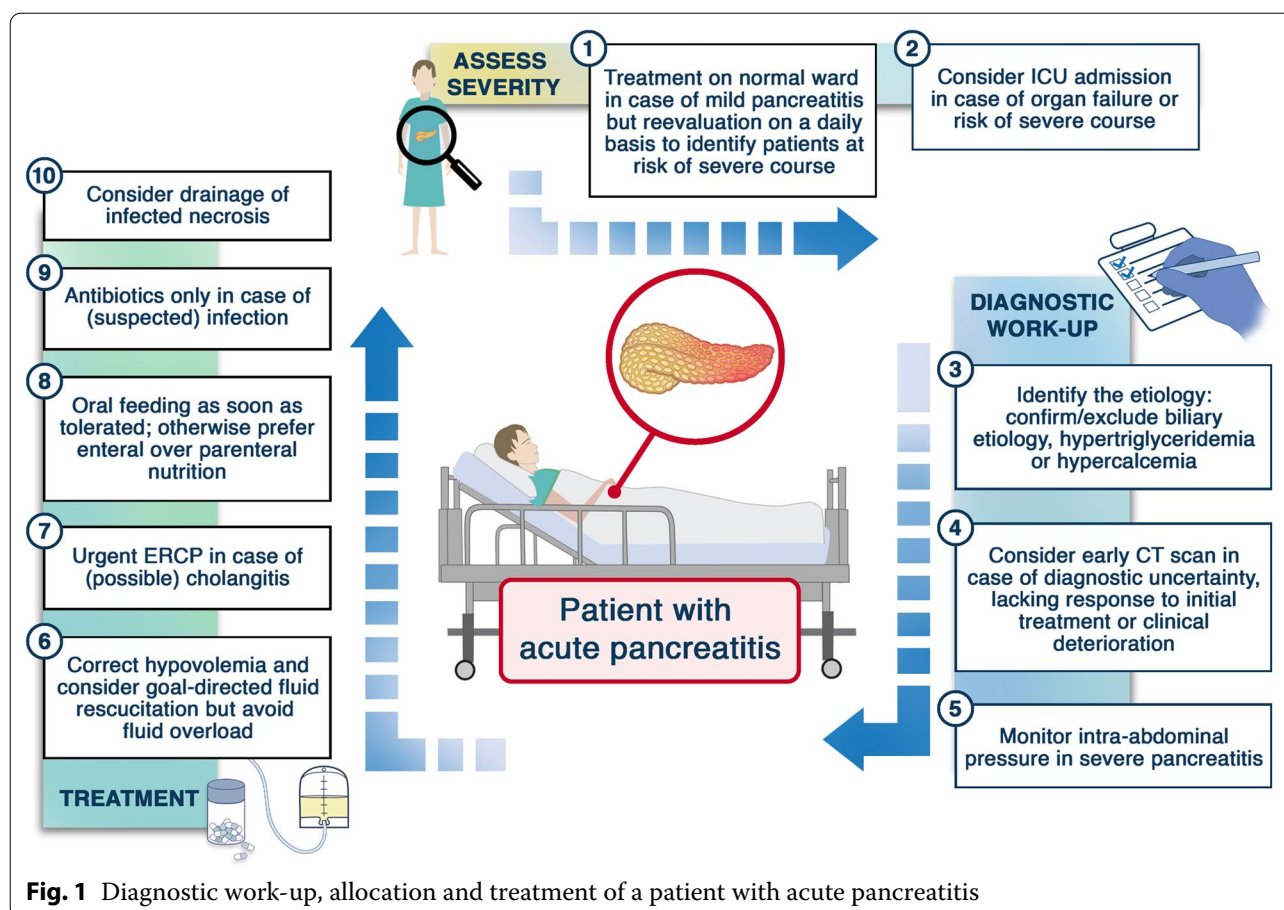 ASSESS
SEVERITY
1
Treatment on normal ward
in case of mild pancreatitis
but reevaluation on a daily
basis to identify patients at
risk of severe course
2
Consider ICU admission
in case of organ failure or
risk of severe course
DIAGNOSTIC
WORK-UP
3
Identify the etiology:
confirm/exclude biliary
etiology, hypertriglyceridemia
or hypercalcemia
4
Consider early CT scan in
case of diagnostic uncertainty,
lacking response to initial
treatment or clinical
deterioration
5
Monitor intra-abdominal
pressure in severe pancreatitis
Patient with
acute pancreatitis
10
Consider drainage of
infected necrosis
9
Antibiotics only in case of
(suspected) infection
8
Oral feeding as soon as
tolerated; otherwise prefer
enteral over parenteral
nutrition
7
Urgent ERCP in case of
(possible) cholangitis
6
Correct hypovolemia and
consider goal-directed fluid
rescucitation but avoid
fluid overload
TREATMENT
Fig. 1 Diagnostic work-up, allocation and treatment of a patient with acute pancreatitis